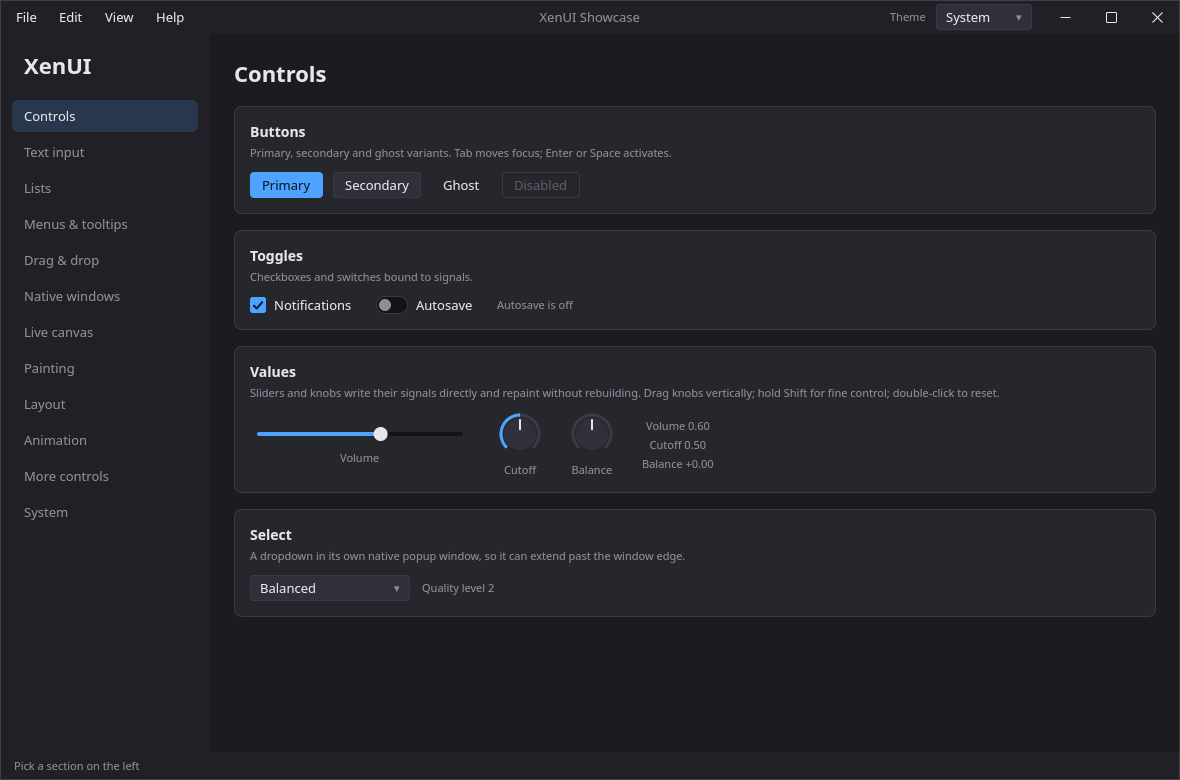 File Edit View Help XenUI Showcase Theme System
XenUI
Controls
Text input
Lists
Menus & tooltips
Drag & drop
Native windows
Live canvas
Painting
Layout
Animation
More controls
System
Controls
Buttons
Primary, secondary and ghost variants. Tab moves focus; Enter or Space activates.
Primary Secondary Ghost Disabled
Toggles
Checkboxes and switches bound to signals.
Notifications Autosave Autosave is off
Values
Sliders and knobs write their signals directly and repaint without rebuilding. Drag knobs vertically; hold Shift for fine control; double-click to reset.
Volume Cutoff Balance
Volume 0.60
Cutoff 0.50
Balance +0.00
Select
A dropdown in its own native popup window, so it can extend past the window edge.
Balanced Quality level 2
Pick a section on the left